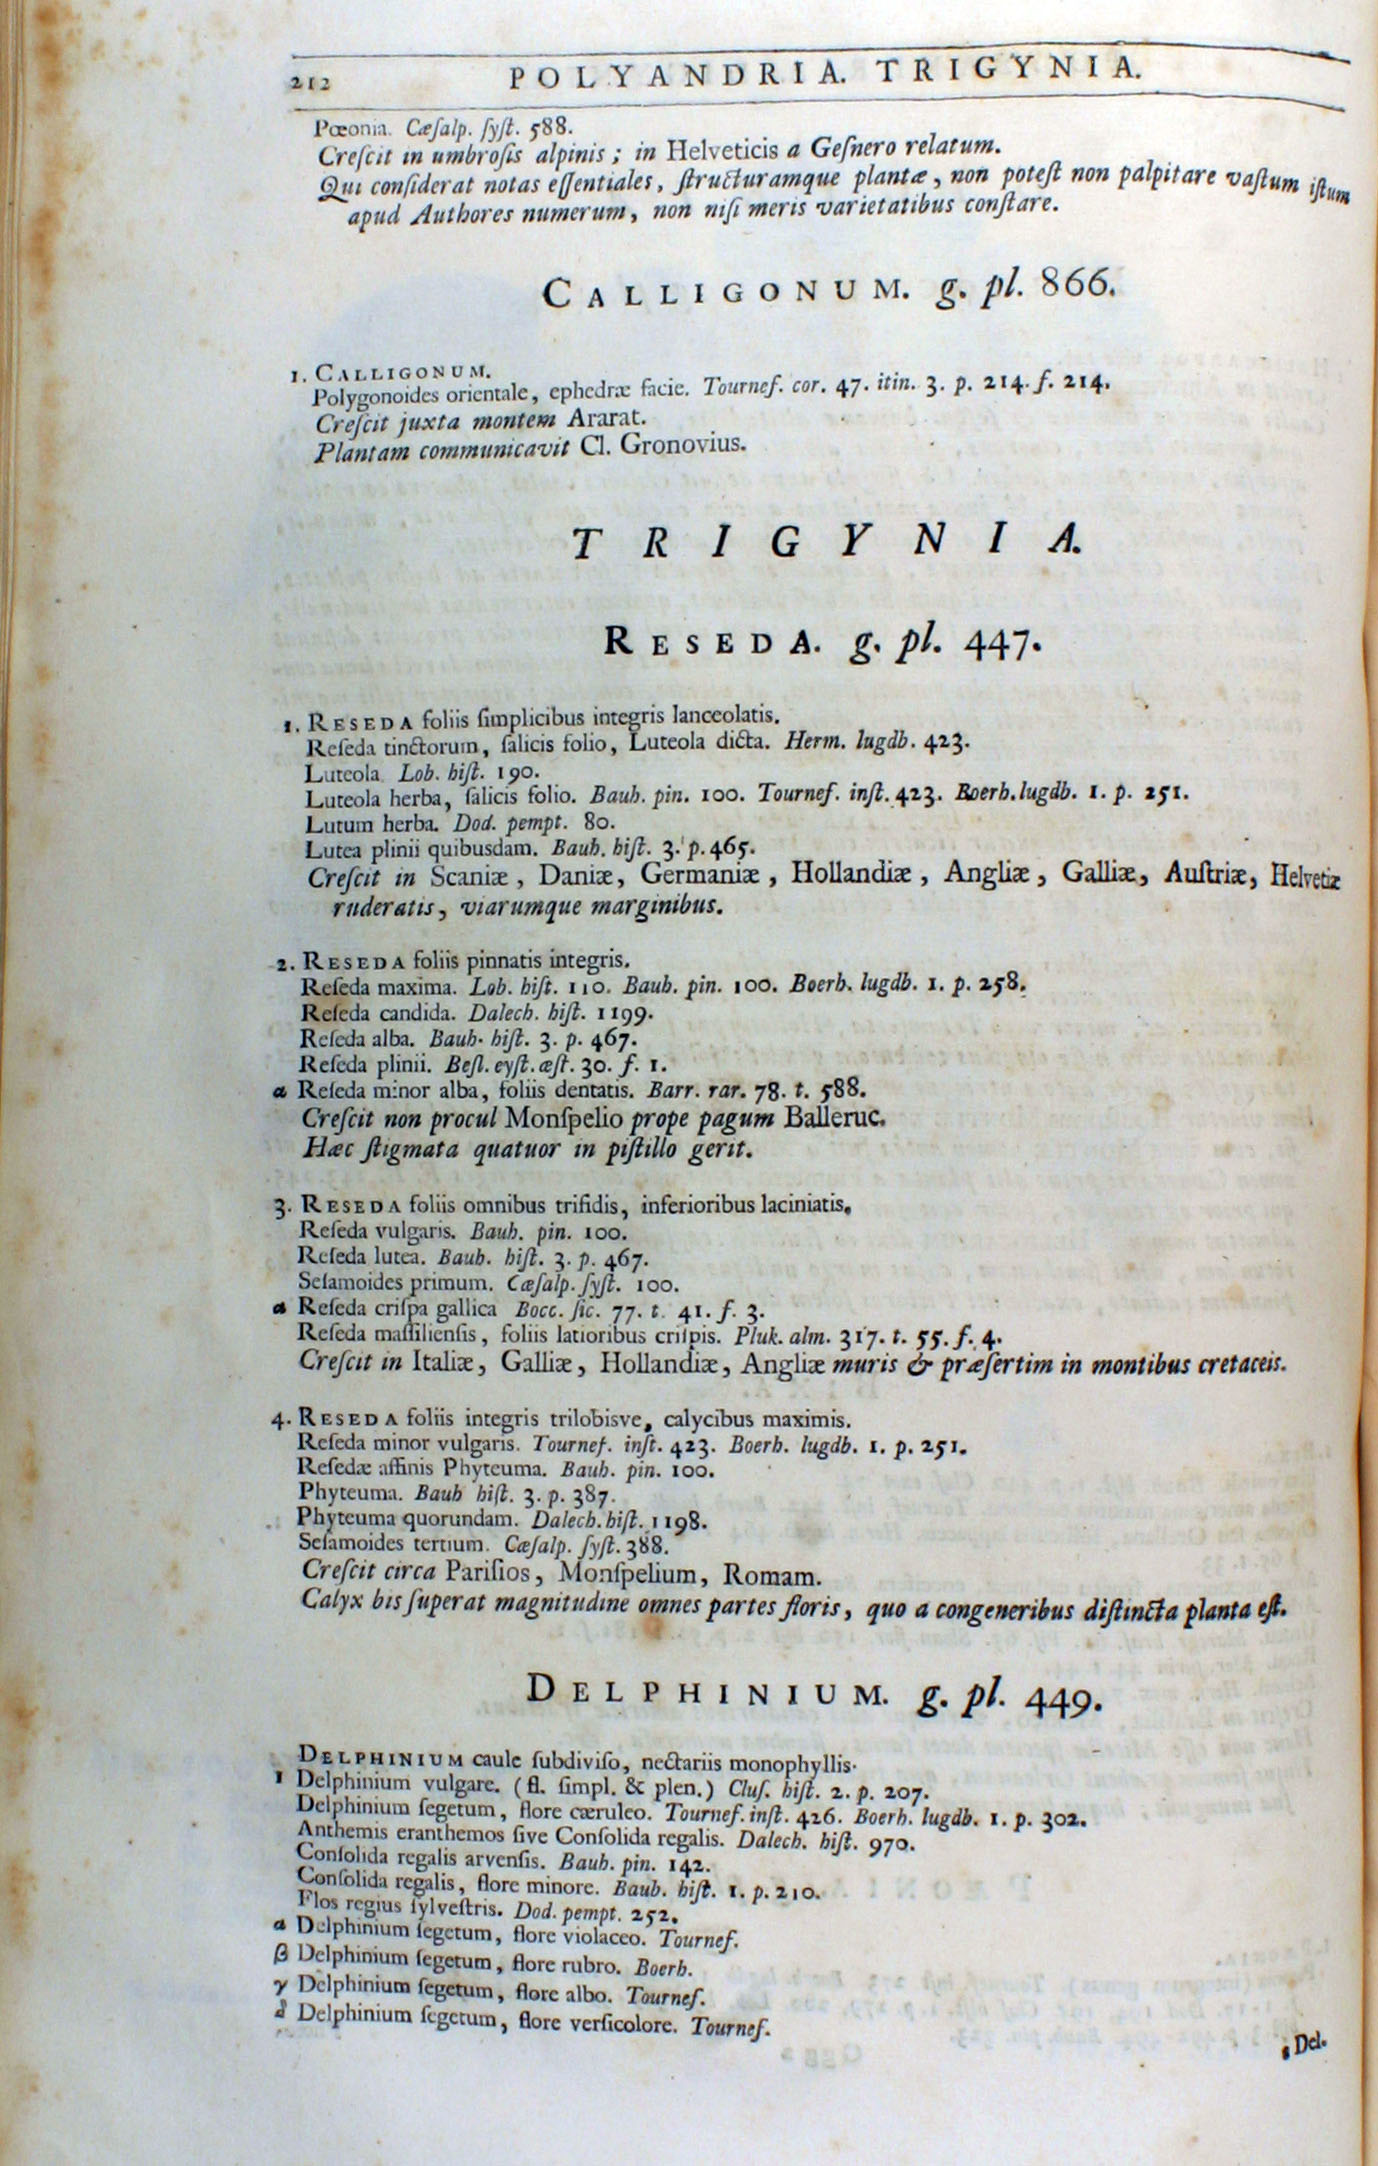 212 POLYANDRIA. TRIGYNIA.
Pœonia. Cæſalp. ſyſt. 588.
Creſcit in umbroſis alpinis; in Helveticis a Geſnero relatum.
Qui conſiderat notas eſſentiales, ſtructuramque plantæ, non poteſt non palpitare vaſtum iſtum
apud Authores numerum, non niſi meris varietatibus conſtare.
CALLIGONUM. g. pl. 866.
1. CALLIGONUM.
Polygonoides orientale, ephedræ facie. Tournef. cor. 47. itin. 3. p. 214. f. 214.
Creſcit juxta montem Ararat.
Plantam communicavit Cl. Gronovius.
TRIGYNIA.
RESEDA. g. pl. 447.
1. RESEDA foliis ſimplicibus integris lanceolatis.
Reſeda tinctorum, ſalicis folio, Luteola dicta. Herm. lugdb. 423.
Luteola. Lob. hiſt. 190.
Luteola herba, ſalicis folio. Bauh. pin. 100. Tournef. inſt. 423. Boerh. lugdb. 1. p. 251.
Lutum herba. Dod. pempt. 80.
Lutea plinii quibusdam. Bauh. hiſt. 3. p. 465.
Creſcit in Scaniæ, Daniæ, Germaniæ, Hollandiæ, Angliæ, Galliæ, Auſtriæ, Helvetiæ
ruderatis, viarumque marginibus.
2. RESEDA foliis pinnatis integris.
Reſeda maxima. Lob. hiſt. 110. Bauh. pin. 100. Boerh. lugdb. 1. p. 258.
Reſeda candida. Dalech. hiſt. 1199.
Reſeda alba. Bauh. hiſt. 3. p. 467.
Reſeda plinii. Beſl. eyſt. æſt. 30. f. 1.
α Reſeda minor alba, foliis dentatis. Barr. rar. 78. t. 588.
Creſcit non procul Monſpelio prope pagum Balleruc.
Hæc ſtigmata quatuor in piſtillo gerit.
3. RESEDA foliis omnibus trifidis, inferioribus laciniatis.
Reſeda vulgaris. Bauh. pin. 100.
Reſeda lutea. Bauh. hiſt. 3. p. 467.
Seſamoides primum. Cæſalp. ſyſt. 100.
α Reſeda criſpa gallica Bocc. ſic. 77. t. 41. f. 3.
Reſeda maſſilienſis, foliis latioribus criſpis. Pluk. alm. 317. t. 55. f. 4.
Creſcit in Italiæ, Galliæ, Hollandiæ, Angliæ muris & præſertim in montibus cretaceis.
4. RESEDA foliis integris trilobisve, calycibus maximis.
Reſeda minor vulgaris. Tournef. inſt. 423. Boerh. lugdb. 1. p. 251.
Reſedæ affinis Phyteuma. Bauh. pin. 100.
Phyteuma. Bauh hiſt. 3. p. 387.
Phyteuma quorundam. Dalech. hiſt. 1198.
Seſamoides tertium. Cæſalp. ſyſt. 388.
Creſcit circa Pariſios, Monſpelium, Romam.
Calyx bis ſuperat magnitudine omnes partes floris, quo a congeneribus diſtincta planta eſt.
DELPHINIUM. g. pl. 449.
DELPHINIUM caule ſubdiviſo, nectariis monophyllis.
1 Delphinium vulgare. (fl. ſimpl. & plen.) Cluſ. hiſt. 2. p. 207.
Delphinium ſegetum, flore cæruleo. Tournef. inſt. 426. Boerh. lugdb. 1. p. 302.
Anthemis eranthemos ſive Conſolida regalis. Dalech. hiſt. 970.
Conſolida regalis arvenſis. Bauh. pin. 142.
Conſolida regalis, flore minore. Bauh. hiſt. 1. p. 210.
Flos regius ſylveſtris. Dod. pempt. 252.
α Delphinium ſegetum, flore violaceo. Tournef.
β Delphinium ſegetum, flore rubro. Boerh.
γ Delphinium ſegetum, flore albo. Tournef.
δ Delphinium ſegetum, flore verſicolore. Tournef.
Del-